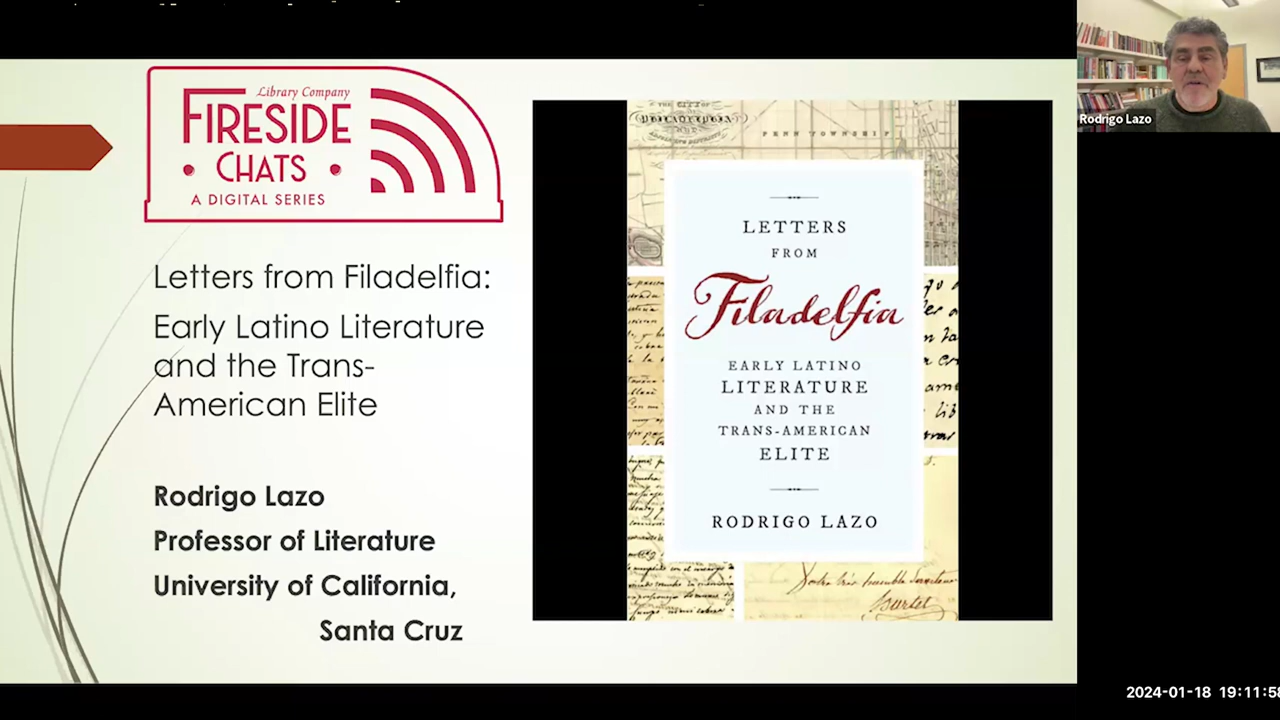 Library Company
FIRESIDE
CHATS
A DIGITAL SERIES
Letters from Filadelfia:
Early Latino Literature
and the Trans-
American Elite
Rodrigo Lazo
Professor of Literature
University of California,
Santa Cruz
PHILADELPHIA
PENN TOWNSHIP
LETTERS
FROM
Filadelfia
EARLY LATINO
LITERATURE
AND THE
TRANS-AMERICAN
ELITE
RODRIGO LAZO
Rodrigo Lazo
2024-01-18 19:11:58